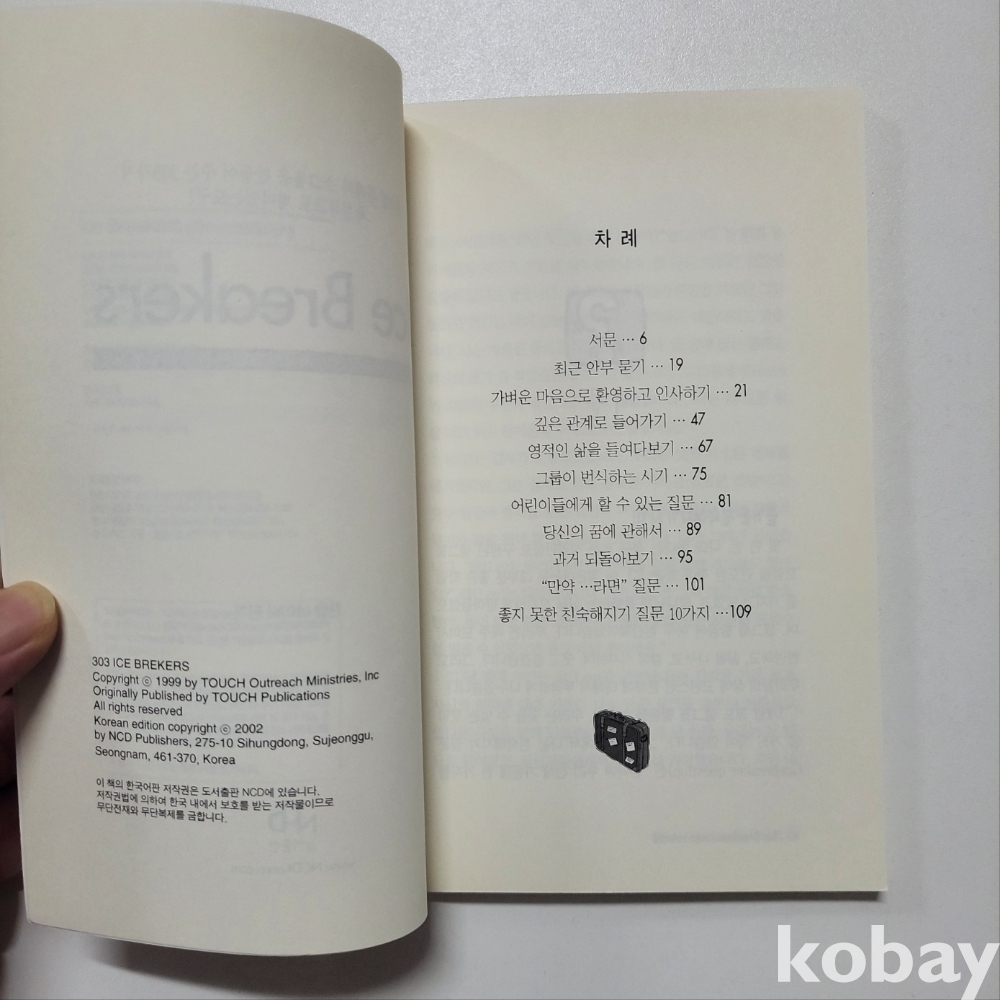 303 ICE BREKERS
Copyright ⓒ 1999 by TOUCH Outreach Ministries, Inc
Originally Published by TOUCH Publications
All rights reserved
Korean edition copyright ⓒ 2002
by NCD Publishers, 275-10 Sihungdong, Sujeonggu,
Seongnam, 461-370, Korea
이 책의 한국어판 저작권은 도서출판 NCD에 있습니다.
저작권법에 의하여 한국 내에서 보호를 받는 저작물이므로
무단전재와 무단복제를 금합니다.
차 례
서문 … 6
최근 안부 묻기 … 19
가벼운 마음으로 환영하고 인사하기 … 21
깊은 관계로 들어가기 … 47
영적인 삶을 들여다보기 … 67
그룹이 번식하는 시기 … 75
어린이들에게 할 수 있는 질문 … 81
당신의 꿈에 관해서 … 89
과거 되돌아보기 … 95
“만약 …라면” 질문 … 101
좋지 못한 친숙해지기 질문 10가지 …109
kobay